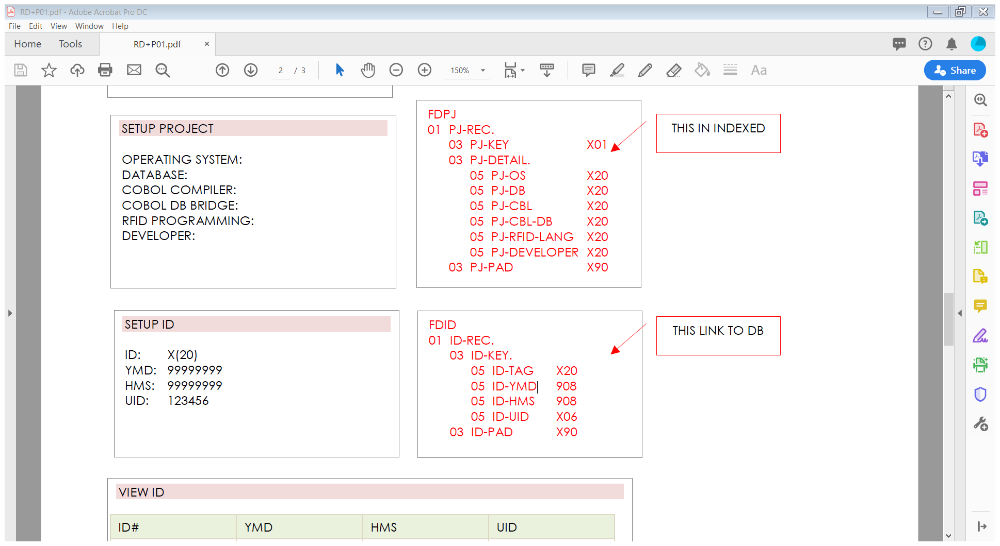 RD+P01.pdf - Adobe Acrobat Pro DC
File Edit View Window Help
Home Tools RD+P01.pdf ×
2 / 3 150% Aa Share
SETUP PROJECT
OPERATING SYSTEM:
DATABASE:
COBOL COMPILER:
COBOL DB BRIDGE:
RFID PROGRAMMING:
DEVELOPER:
FDPJ
01 PJ-REC.
03 PJ-KEY X01
03 PJ-DETAIL.
05 PJ-OS X20
05 PJ-DB X20
05 PJ-CBL X20
05 PJ-CBL-DB X20
05 PJ-RFID-LANG X20
05 PJ-DEVELOPER X20
03 PJ-PAD X90
THIS IN INDEXED
SETUP ID
ID: X(20)
YMD: 99999999
HMS: 99999999
UID: 123456
FDID
01 ID-REC.
03 ID-KEY.
05 ID-TAG X20
05 ID-YMD 908
05 ID-HMS 908
05 ID-UID X06
03 ID-PAD X90
THIS LINK TO DB
VIEW ID
ID# YMD HMS UID